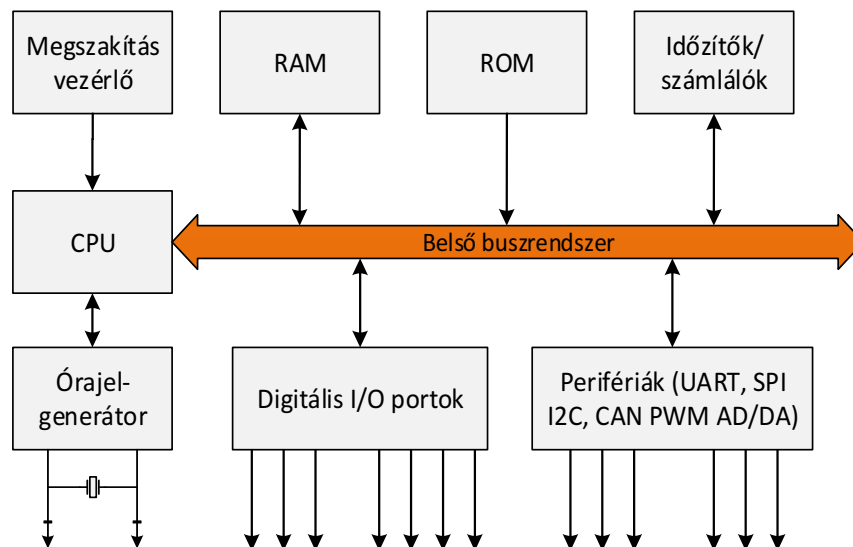 Megszakítás
vezérlő
RAM
ROM
Időzítők/
számlálók
CPU
Belső buszrendszer
Órajel-
generátor
Digitális I/O portok
Perifériák (UART, SPI
I2C, CAN PWM AD/DA)